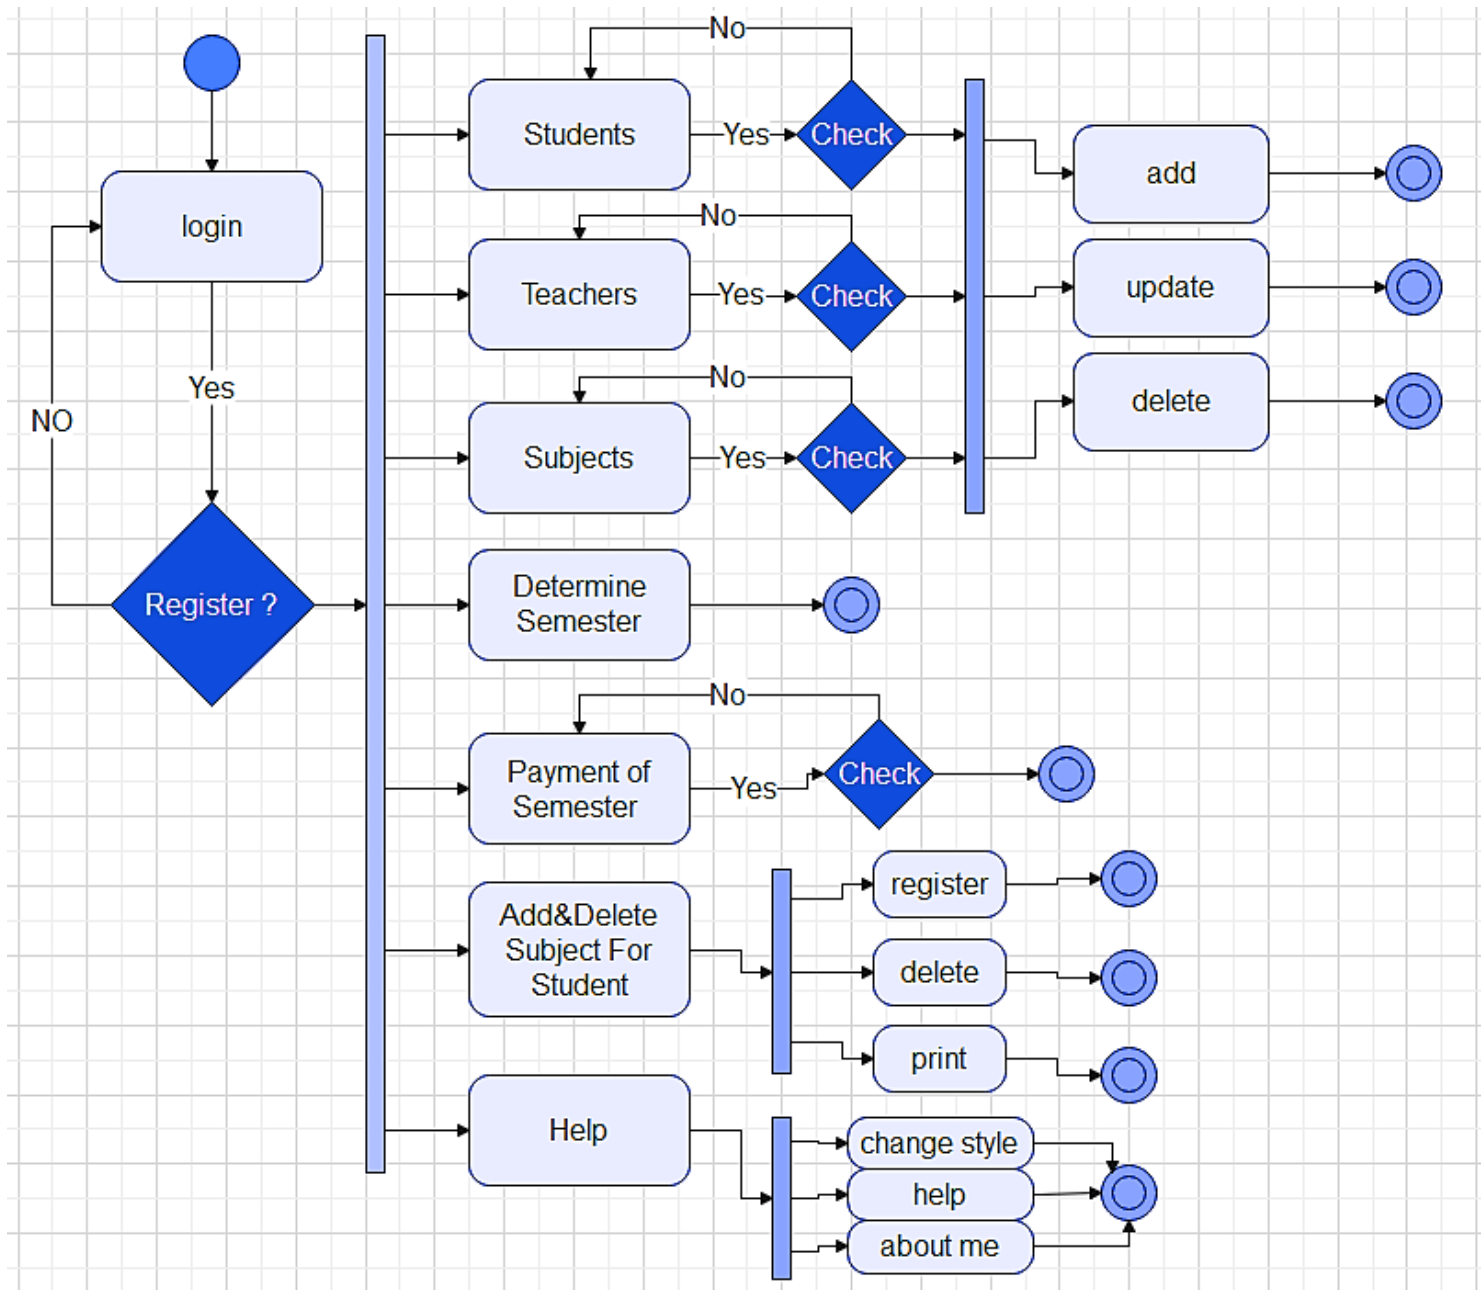 No
Students
Yes
Check
add
login
No
Teachers
Yes
Check
update
Yes
NO
No
Subjects
Yes
Check
delete
Register ?
Determine
Semester
No
Payment of
Semester
Yes
Check
Add&Delete
Subject For
Student
register
delete
print
Help
change style
help
about me